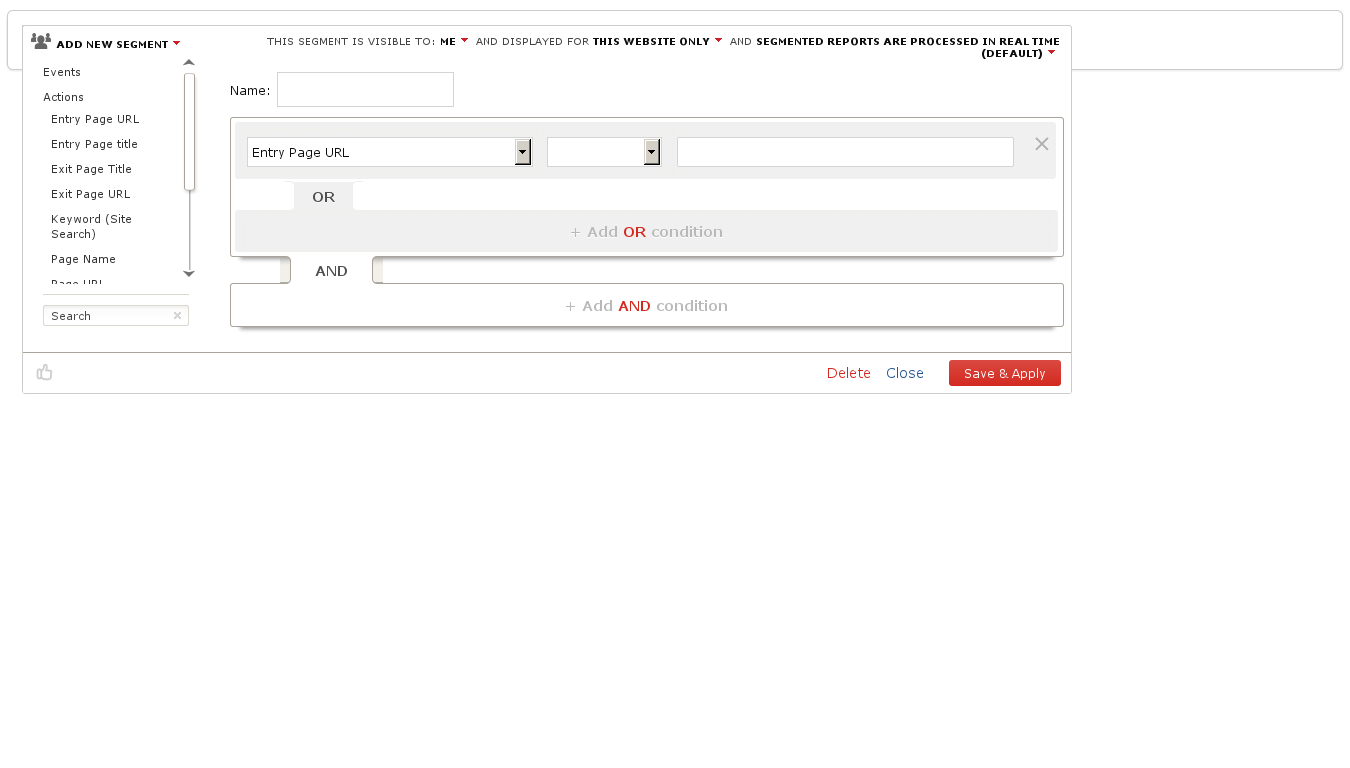 ADD NEW SEGMENT
THIS SEGMENT IS VISIBLE TO: ME AND DISPLAYED FOR THIS WEBSITE ONLY AND SEGMENTED REPORTS ARE PROCESSED IN REAL TIME
(DEFAULT)
Events
Actions
Entry Page URL
Entry Page title
Exit Page Title
Exit Page URL
Keyword (Site
Search)
Page Name
Page URL
Search
Name:
Entry Page URL
OR
+ Add OR condition
AND
+ Add AND condition
Delete
Close
Save & Apply